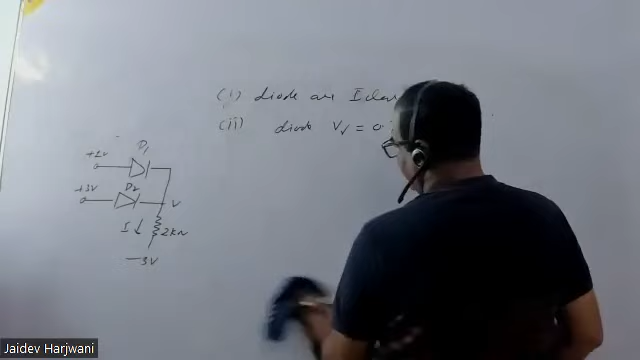 (i) diode are Ideal
(ii) diode Vγ = 0.
D1
+2V
D2
+3V
V
I ↓
2kΩ
-3V
Jaidev Harjwani